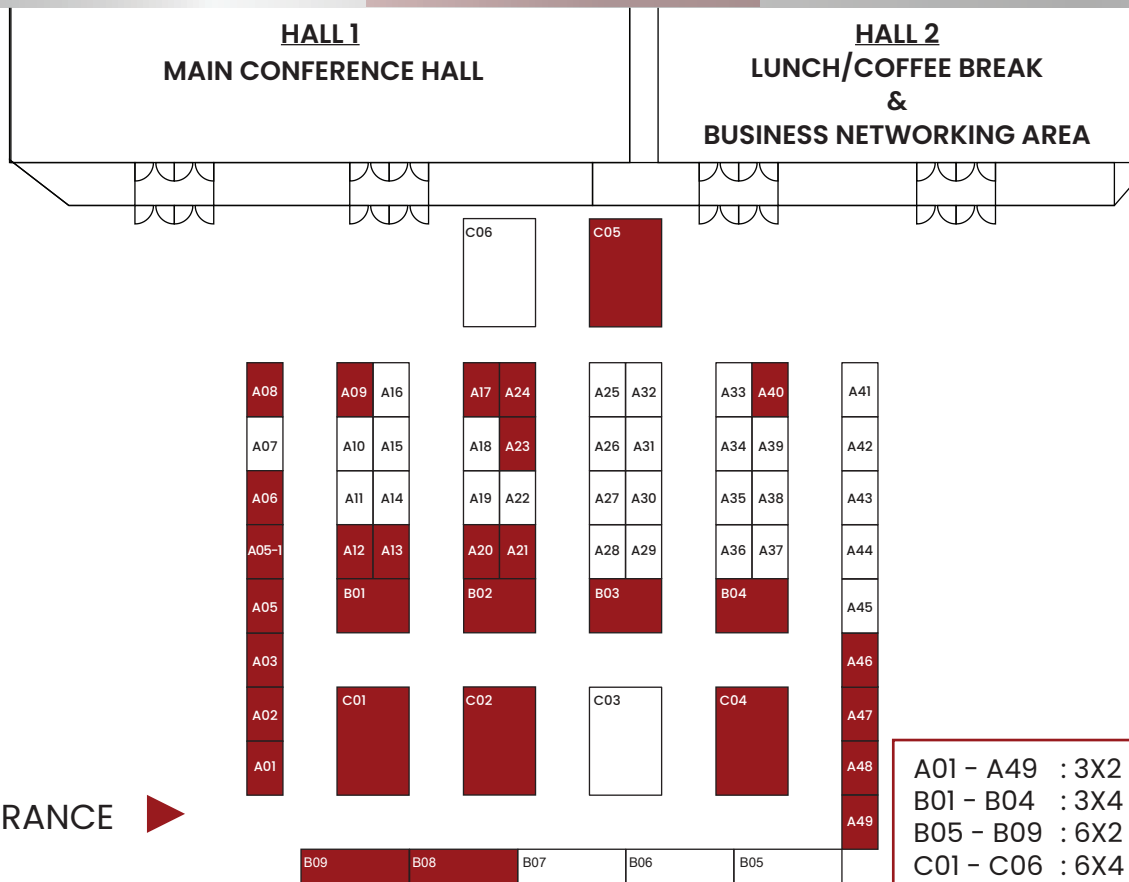 HALL 1
MAIN CONFERENCE HALL
HALL 2
LUNCH/COFFEE BREAK
&
BUSINESS NETWORKING AREA
C06
C05
A08
A09 A16
A17 A24
A25 A32
A33 A40
A41
A07
A10 A15
A18 A23
A26 A31
A34 A39
A42
A06
A11 A14
A19 A22
A27 A30
A35 A38
A43
A05-1
A12 A13
A20 A21
A28 A29
A36 A37
A44
A05
B01
B02
B03
B04
A45
A03
A46
A02
C01
C02
C03
C04
A47
A01
A48
RANCE
A49
B09
B08
B07
B06
B05
A01 - A49 : 3X2
B01 - B04 : 3X4
B05 - B09 : 6X2
C01 - C06 : 6X4